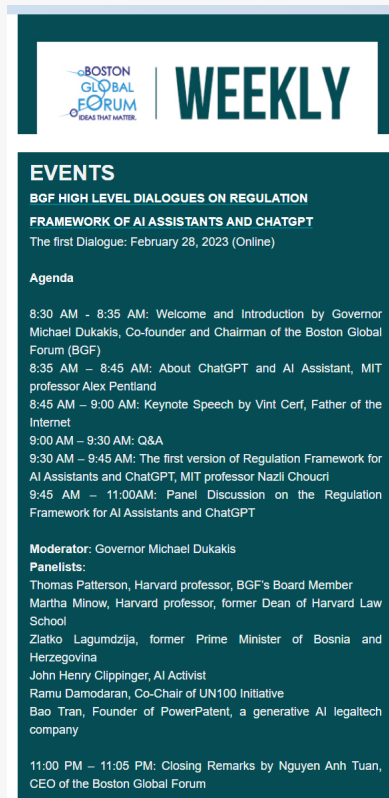 BOSTON
GLOBAL
FORUM
IDEAS THAT MATTER.
WEEKLY
EVENTS
BGF HIGH LEVEL DIALOGUES ON REGULATION
FRAMEWORK OF AI ASSISTANTS AND CHATGPT
The first Dialogue: February 28, 2023 (Online)
Agenda
8:30 AM - 8:35 AM: Welcome and Introduction by Governor
Michael Dukakis, Co-founder and Chairman of the Boston Global
Forum (BGF)
8:35 AM – 8:45 AM: About ChatGPT and AI Assistant, MIT
professor Alex Pentland
8:45 AM – 9:00 AM: Keynote Speech by Vint Cerf, Father of the
Internet
9:00 AM – 9:30 AM: Q&A
9:30 AM – 9:45 AM: The first version of Regulation Framework for
AI Assistants and ChatGPT, MIT professor Nazli Choucri
9:45 AM – 11:00AM: Panel Discussion on the Regulation
Framework for AI Assistants and ChatGPT
Moderator: Governor Michael Dukakis
Panelists:
Thomas Patterson, Harvard professor, BGF's Board Member
Martha Minow, Harvard professor, former Dean of Harvard Law
School
Zlatko Lagumdzija, former Prime Minister of Bosnia and
Herzegovina
John Henry Clippinger, AI Activist
Ramu Damodaran, Co-Chair of UN100 Initiative
Bao Tran, Founder of PowerPatent, a generative AI legaltech
company
11:00 PM – 11:05 PM: Closing Remarks by Nguyen Anh Tuan,
CEO of the Boston Global Forum